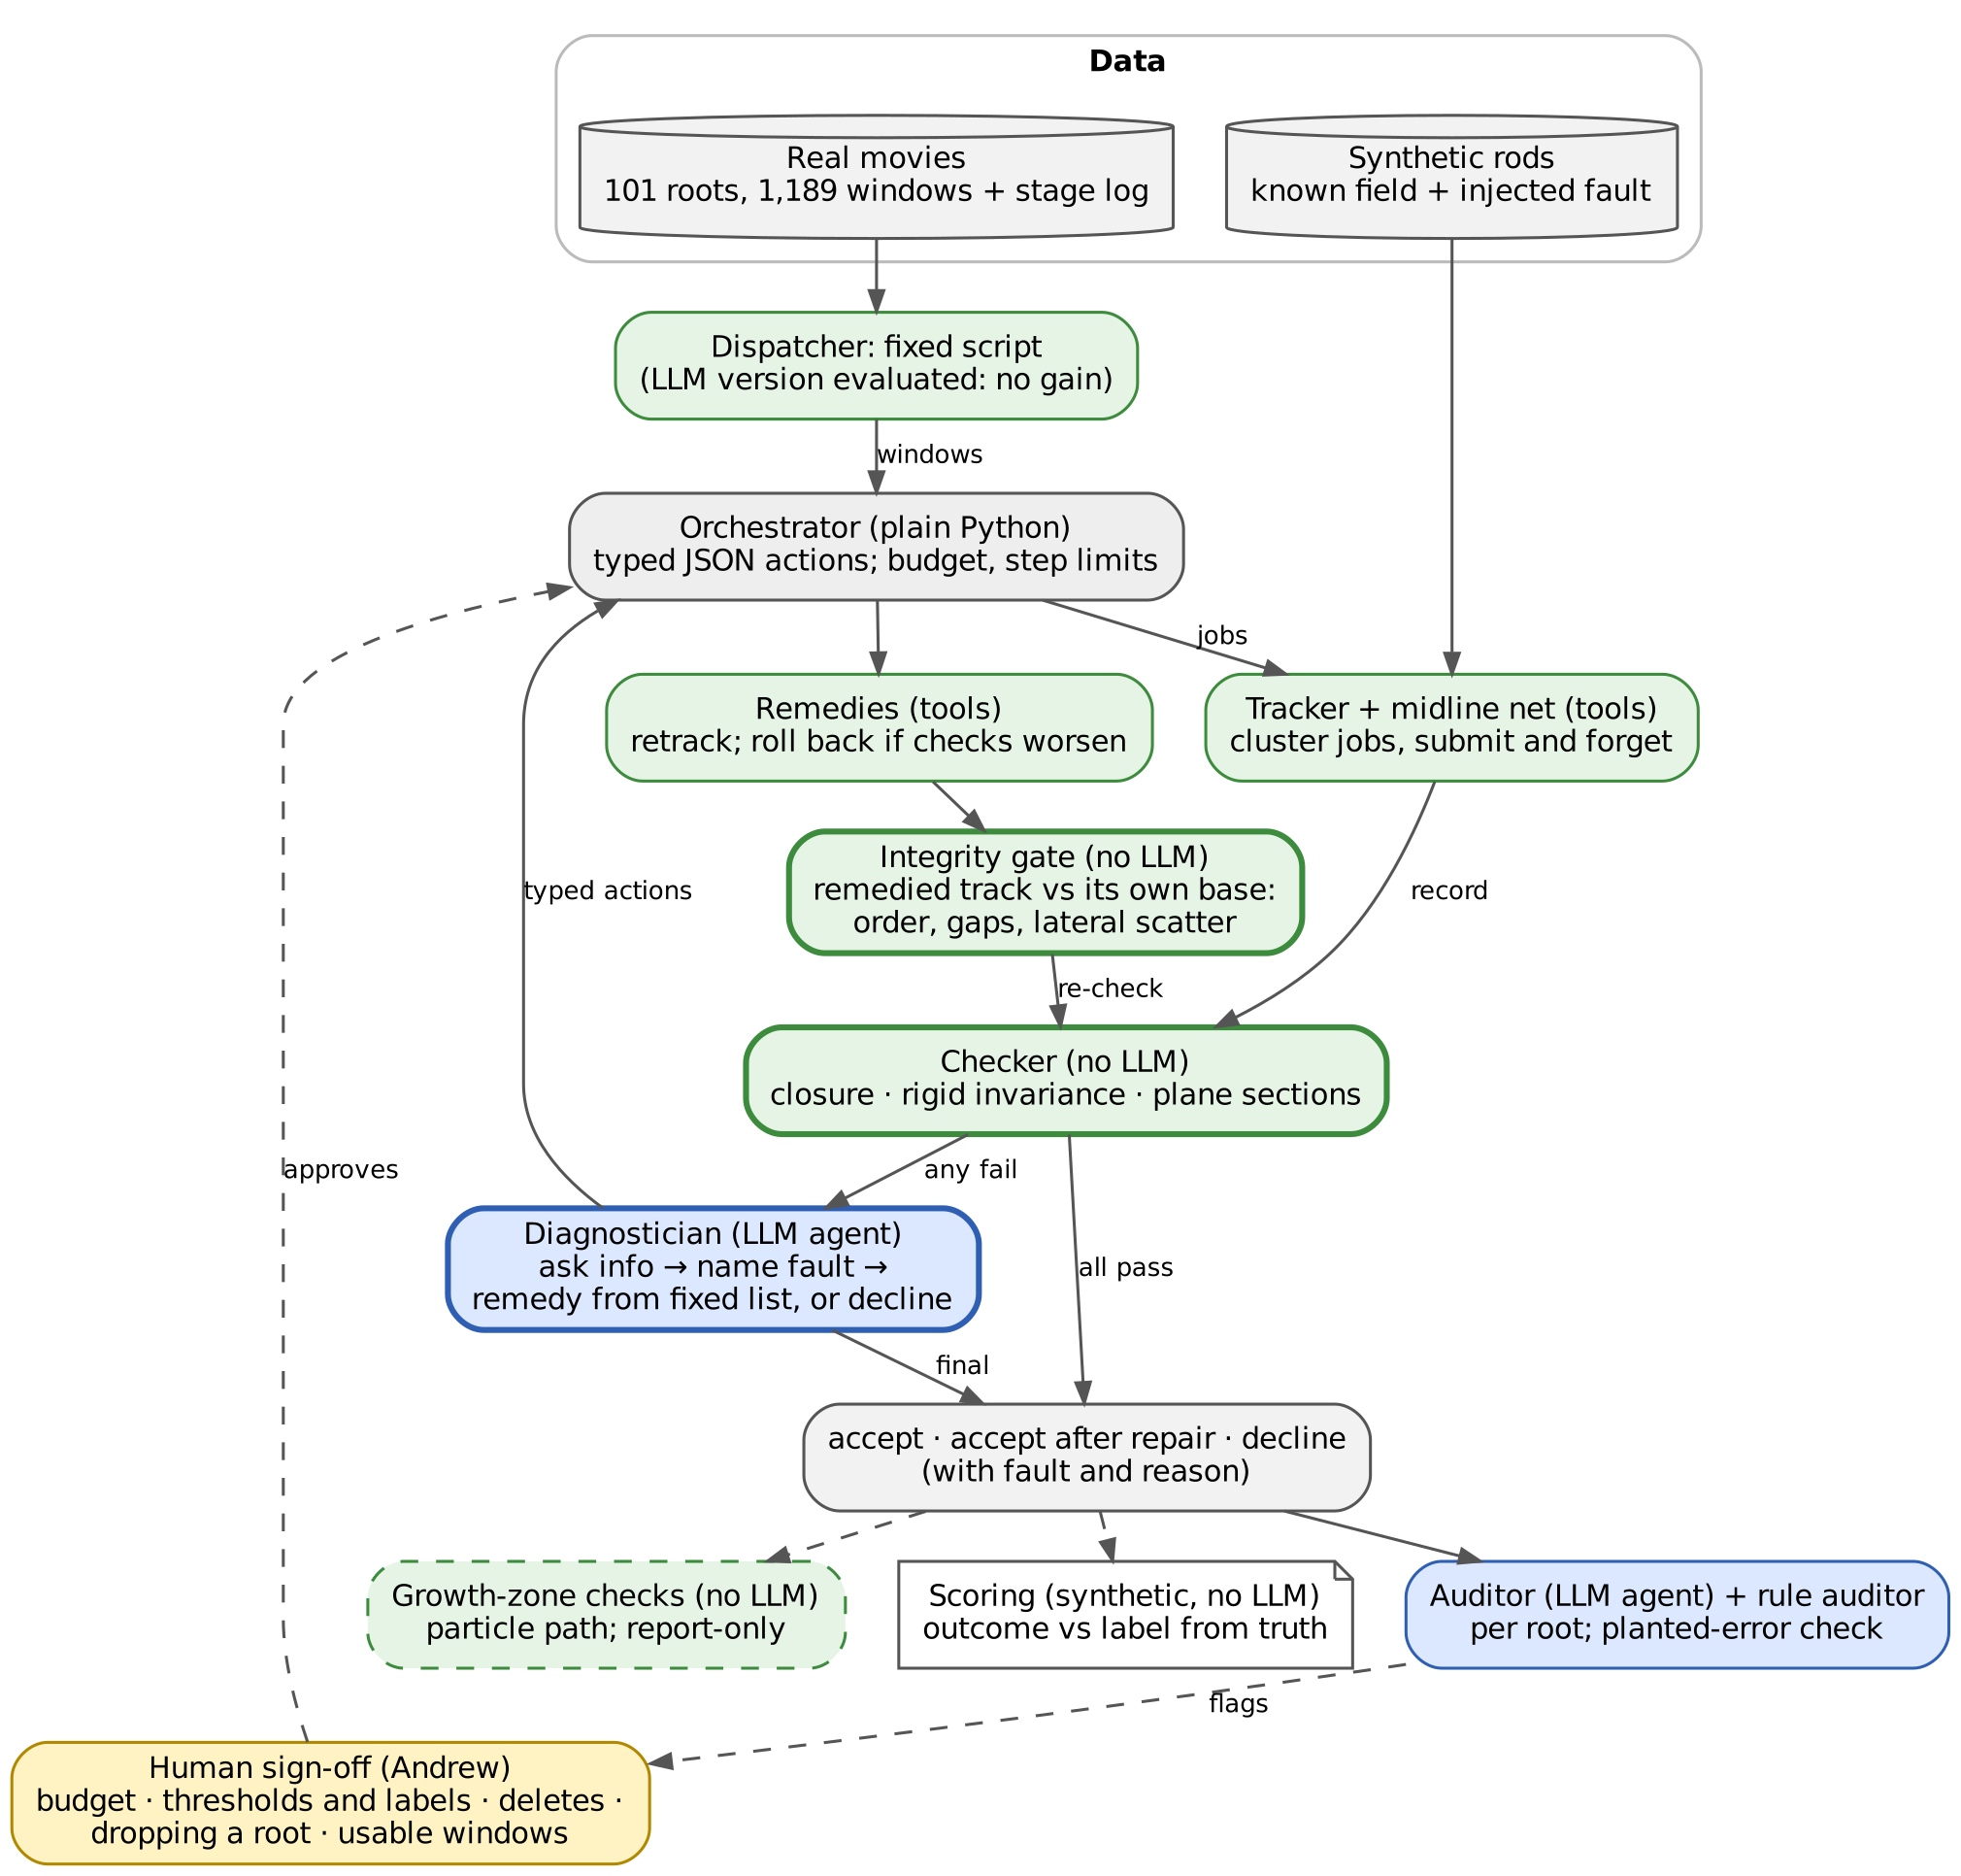 Data
Real movies
101 roots, 1,189 windows + stage log
Synthetic rods
known field + injected fault
Dispatcher: fixed script
(LLM version evaluated: no gain)
windows
Orchestrator (plain Python)
typed JSON actions; budget, step limits
jobs
Remedies (tools)
retrack; roll back if checks worsen
Tracker + midline net (tools)
cluster jobs, submit and forget
Integrity gate (no LLM)
remedied track vs its own base:
order, gaps, lateral scatter
typed actions
record
re-check
Checker (no LLM)
closure · rigid invariance · plane sections
approves
any fail
Diagnostician (LLM agent)
ask info → name fault →
remedy from fixed list, or decline
all pass
final
accept · accept after repair · decline
(with fault and reason)
Growth-zone checks (no LLM)
particle path; report-only
Scoring (synthetic, no LLM)
outcome vs label from truth
Auditor (LLM agent) + rule auditor
per root; planted-error check
flags
Human sign-off (Andrew)
budget · thresholds and labels · deletes ·
dropping a root · usable windows